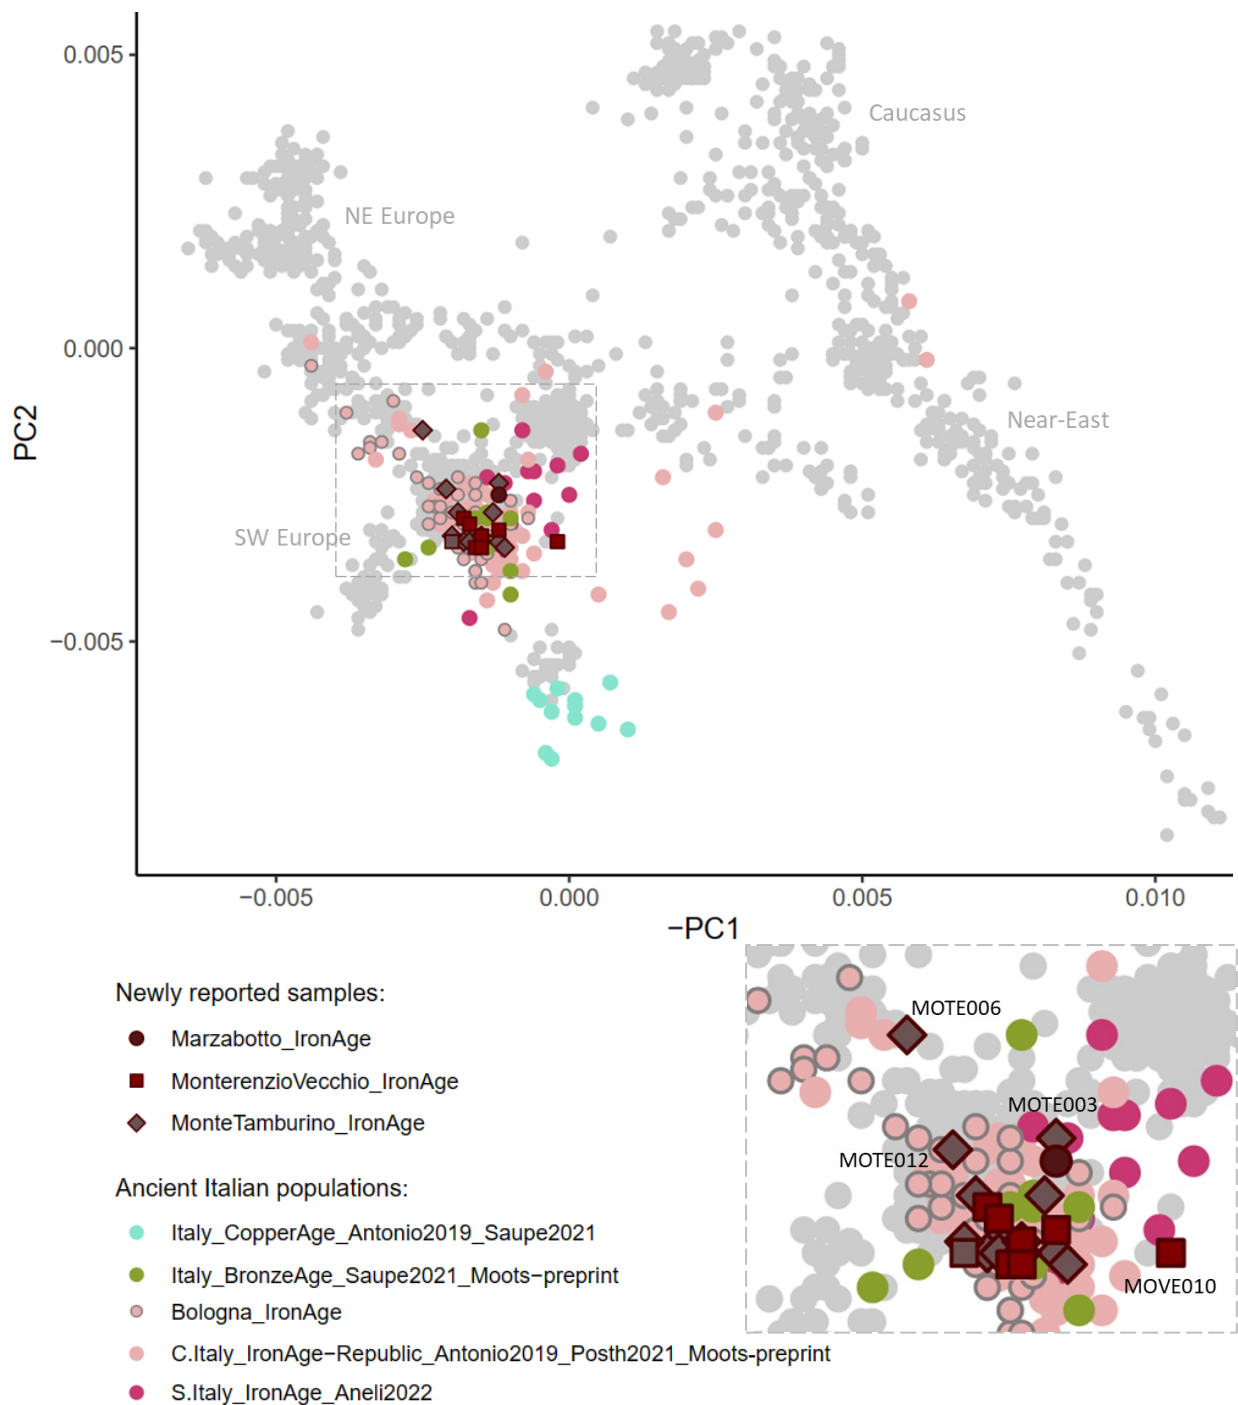 0.005
Caucasus
NE Europe
0.000
PC2
Near-East
SW Europe
−0.005
−0.005
0.000
0.005
0.010
−PC1
Newly reported samples:
Marzabotto_IronAge
MonterenzioVecchio_IronAge
MonteTamburino_IronAge
Ancient Italian populations:
Italy_CopperAge_Antonio2019_Saupe2021
Italy_BronzeAge_Saupe2021_Moots−preprint
Bologna_IronAge
C.Italy_IronAge−Republic_Antonio2019_Posth2021_Moots-preprint
S.Italy_IronAge_Aneli2022
MOTE006
MOTE003
MOTE012
MOVE010